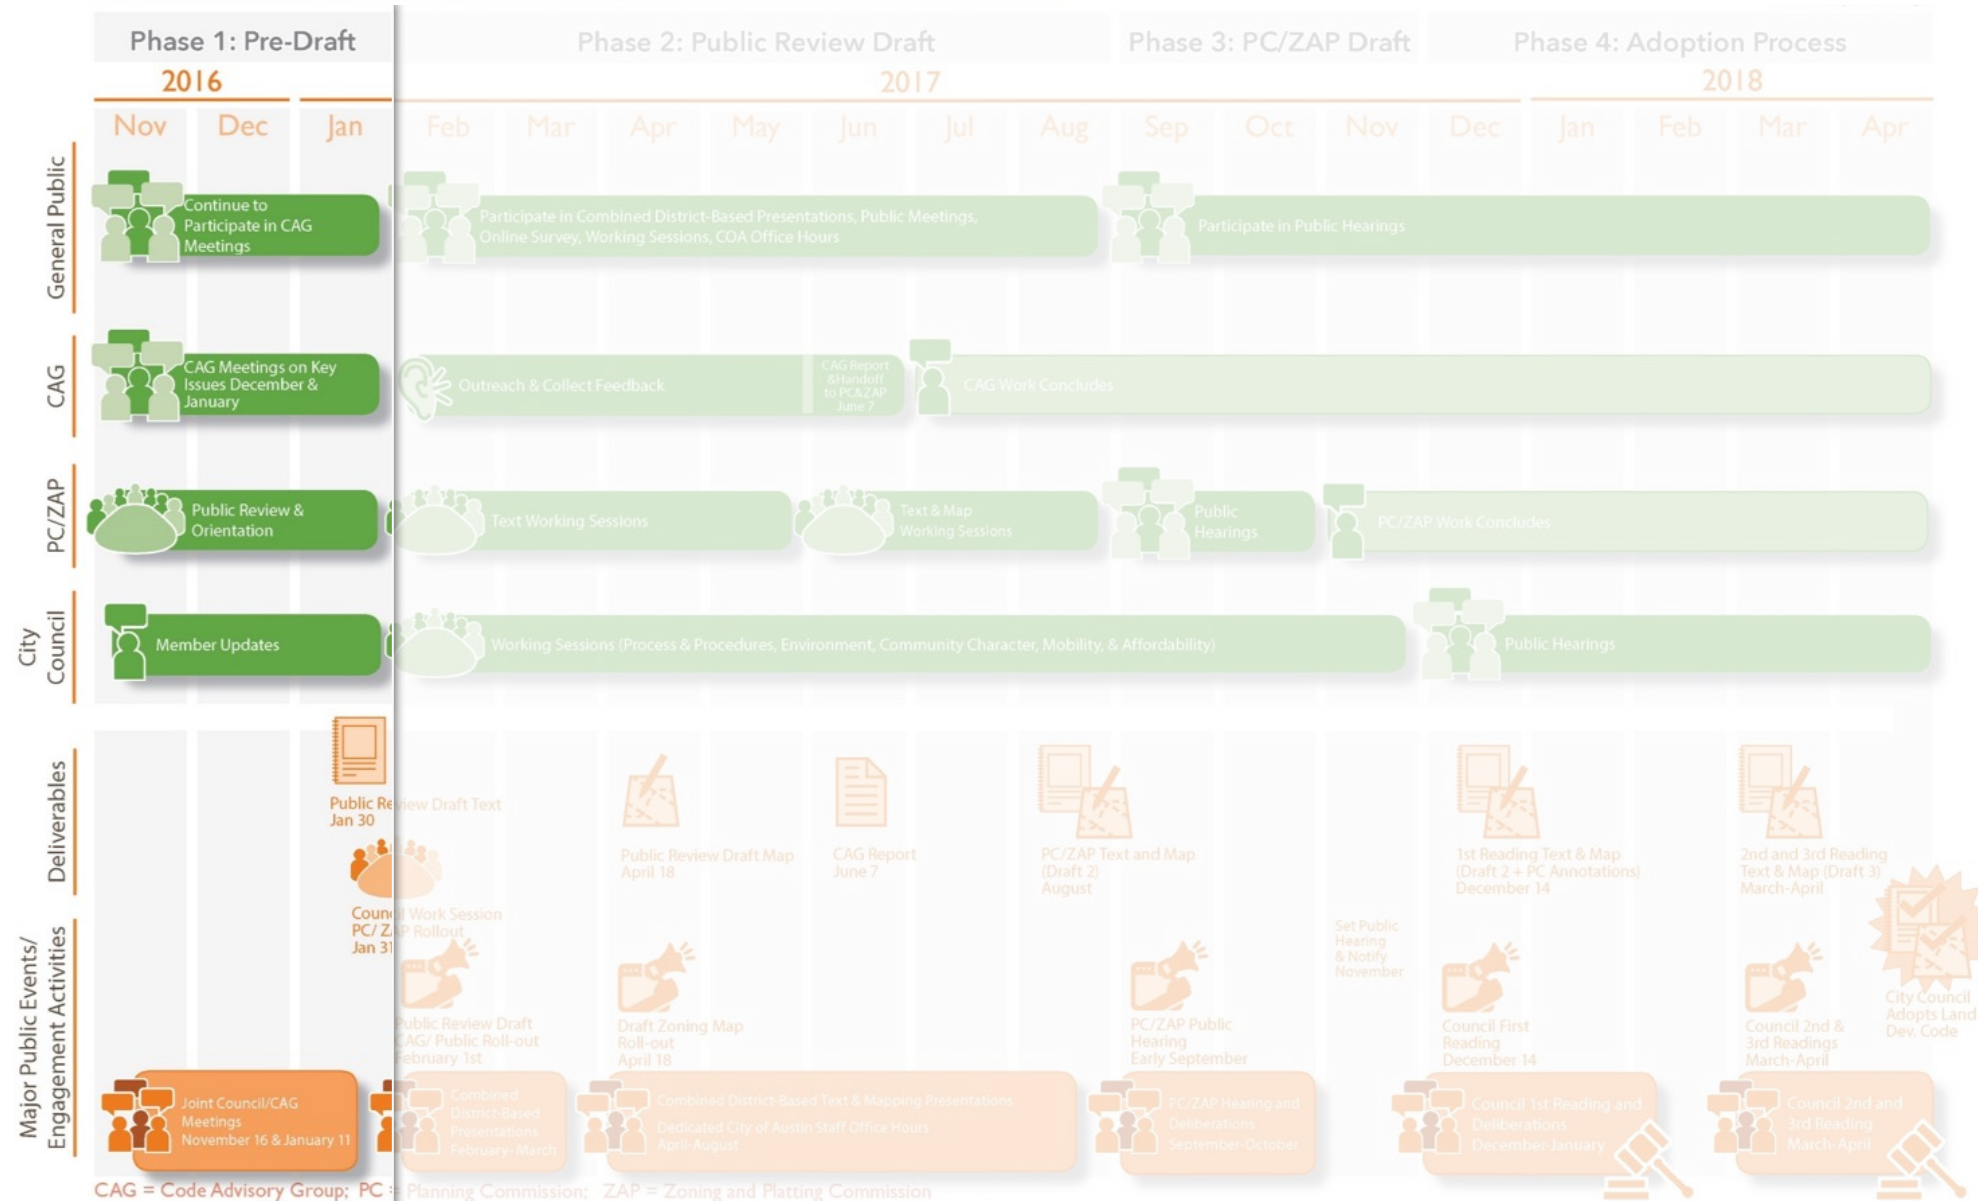 Phase 1: Pre-Draft
Phase 2: Public Review Draft
Phase 3: PC/ZAP Draft
Phase 4: Adoption Process
2016
2017
2018
Nov Dec Jan Feb Mar Apr May Jun Jul Aug Sep Oct Nov Dec Jan Feb Mar Apr
General Public
Continue to
Participate in CAG
Meetings
Participate in Combined District-Based Presentations, Public Meetings,
Online Survey, Working Sessions, COA Office Hours
Participate in Public Hearings
CAG
CAG Meetings on Key
Issues December &
January
Outreach & Collect Feedback
CAG Report
&Handoff
to PC&ZAP
June 7
CAG Work Concludes
PC/ZAP
Public Review &
Orientation
Text Working Sessions
Text & Map
Working Sessions
Public
Hearings
PC/ZAP Work Concludes
City
Council
Member Updates
Working Sessions (Process & Procedures, Environment, Community Character, Mobility, & Affordability)
Public Hearings
Deliverables
Public Review Draft Text
Jan 30
Council Work Session
PC/ ZAP Rollout
Jan 31
Public Review Draft Map
April 18
CAG Report
June 7
PC/ZAP Text and Map
(Draft 2)
August
1st Reading Text & Map
(Draft 2 + PC Annotations)
December 14
2nd and 3rd Reading
Text & Map (Draft 3)
March-April
Major Public Events/
Engagement Activities
Public Review Draft
CAG/ Public Roll-out
February 1st
Draft Zoning Map
Roll-out
April 18
PC/ZAP Public
Hearing
Early September
Set Public
Hearing
& Notify
November
Council First
Reading
December 14
Council 2nd &
3rd Readings
March-April
City Council
Adopts Land
Dev. Code
Joint Council/CAG
Meetings
November 16 & January 11
Combined
District-Based
Presentations
February- March
Combined District-Based Text & Mapping Presentations
Dedicated City of Austin Staff Office Hours
April-August
PC/ZAP Hearing and
Deliberations
September-October
Council 1st Reading and
Deliberations
December-January
Council 2nd and
3rd Reading
March-April
CAG = Code Advisory Group; PC = Planning Commission; ZAP = Zoning and Platting Commission